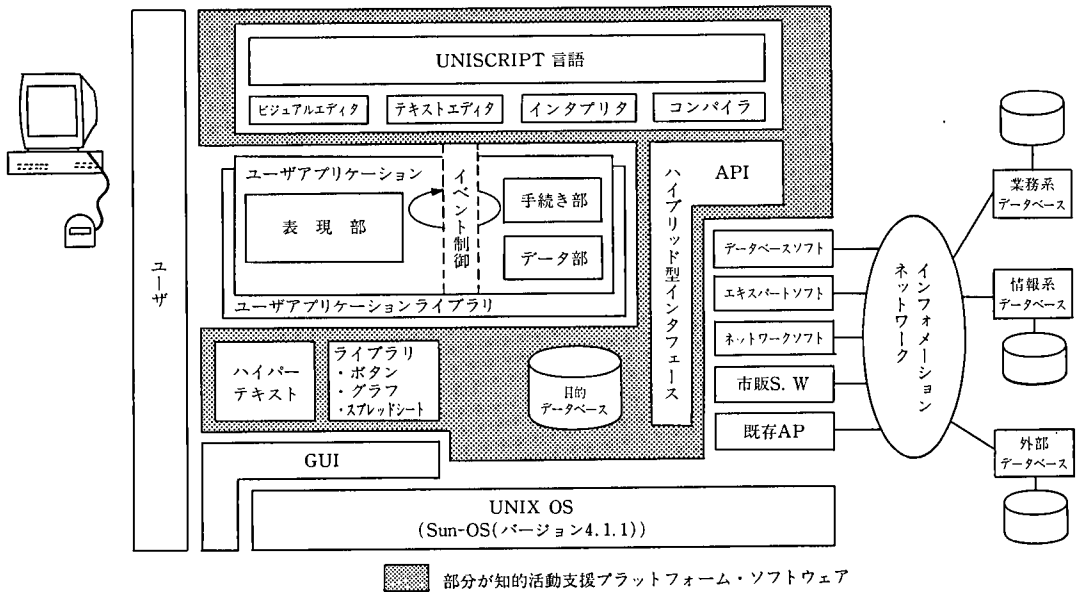 UNISCRIPT 言語
ビジュアルエディタ
テキストエディタ
インタプリタ
コンパイラ
ユーザ
ユーザアプリケーション
表 現 部
イベント制御
手続き部
データ部
ユーザアプリケーションライブラリ
ハイブリッド型インタフェース
API
データベースソフト
エキスパートソフト
ネットワークソフト
市販S. W
既存AP
インフォメーション
ネットワーク
業務系
データベース
情報系
データベース
外部
データベース
ハイパー
テキスト
ライブラリ
・ボタン
・グラフ
・スプレッドシート
目的
データベース
GUI
UNIX OS
(Sun-OS(バージョン4.1.1))
部分が知的活動支援プラットフォーム・ソフトウェア